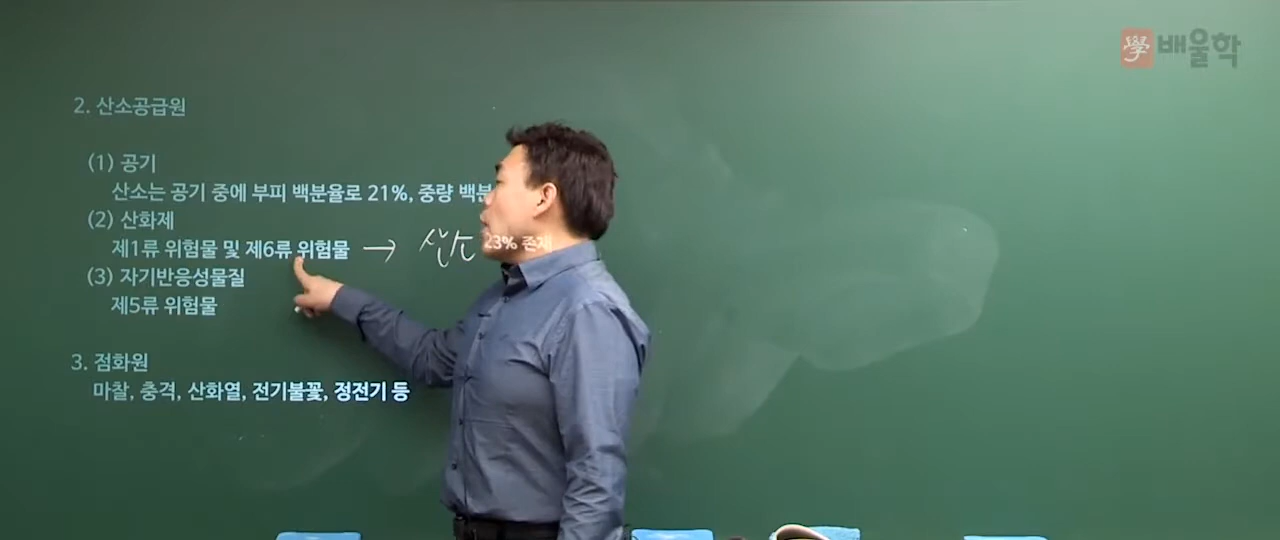 學 배울학
2. 산소공급원
(1) 공기
산소는 공기 중에 부피 백분율로 21%, 중량 백분
(2) 산화제
제1류 위험물 및 제6류 위험물 → 산소 23% 존재
(3) 자기반응성물질
제5류 위험물
3. 점화원
마찰, 충격, 산화열, 전기불꽃, 정전기 등